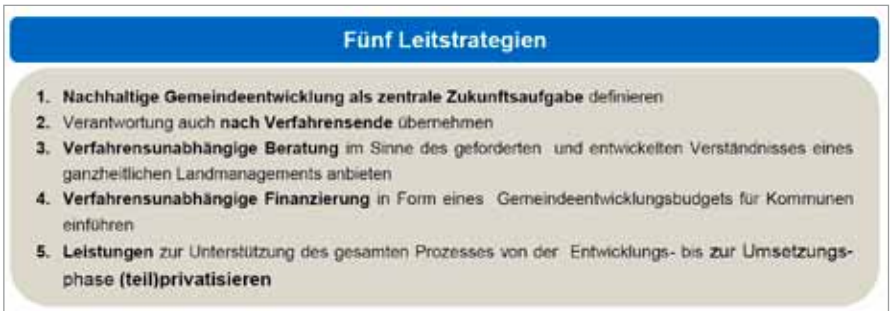 Fünf Leitstrategien
1. Nachhaltige Gemeindeentwicklung als zentrale Zukunftsaufgabe definieren
2. Verantwortung auch nach Verfahrensende übernehmen
3. Verfahrensunabhängige Beratung im Sinne des geforderten und entwickelten Verständnisses eines
ganzheitlichen Landmanagements anbieten
4. Verfahrensunabhängige Finanzierung in Form eines Gemeindeentwicklungsbudgets für Kommunen
einführen
5. Leistungen zur Unterstützung des gesamten Prozesses von der Entwicklungs- bis zur Umsetzungs-
phase (teil)privatisieren